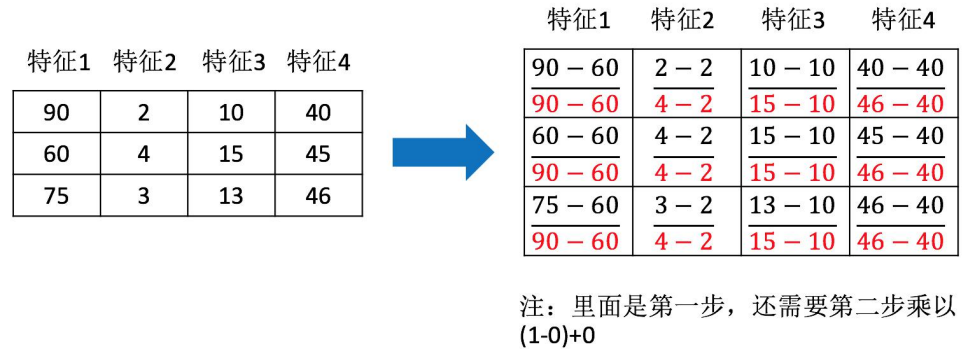 特征1 特征2 特征3 特征4
90 2 10 40
60 4 15 45
75 3 13 46
特征1 特征2 特征3 特征4
90 − 60 2 − 2 10 − 10 40 − 40
90 − 60 4 − 2 15 − 10 46 − 40
60 − 60 4 − 2 15 − 10 45 − 40
90 − 60 4 − 2 15 − 10 46 − 40
75 − 60 3 − 2 13 − 10 46 − 40
90 − 60 4 − 2 15 − 10 46 − 40
注：里面是第一步，还需要第二步乘以
(1-0)+0